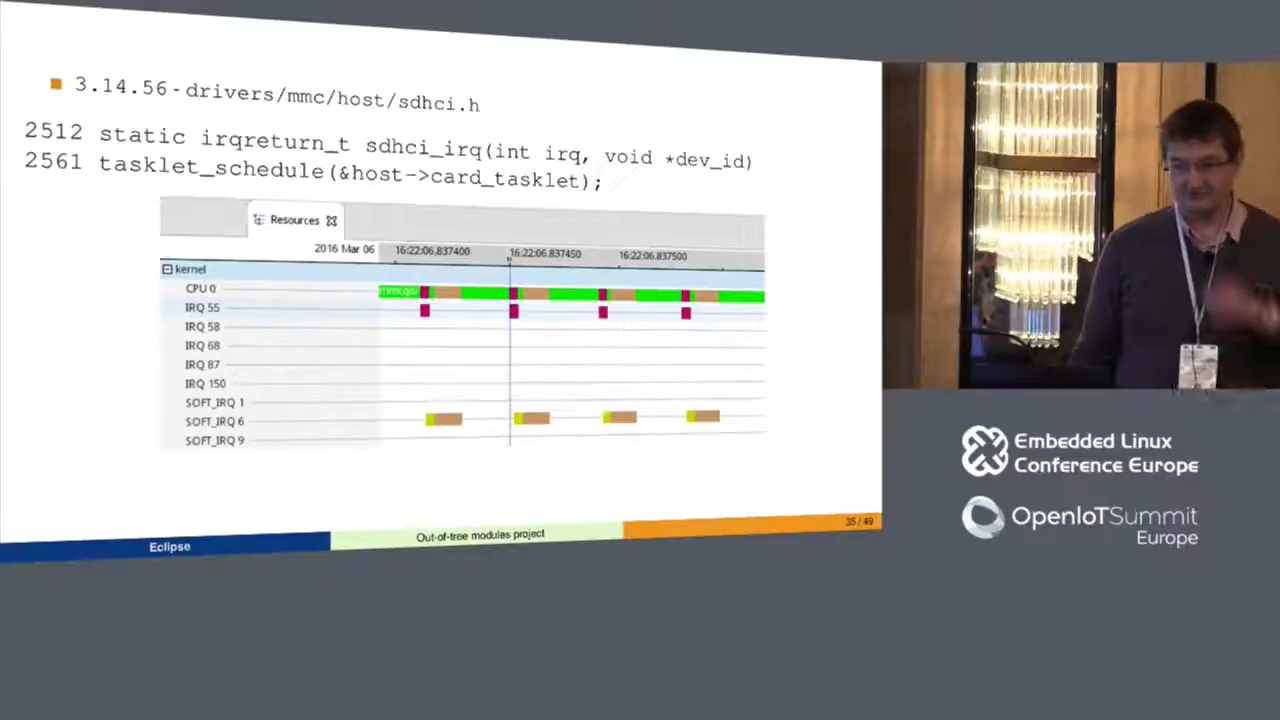 3.14.56-drivers/mmc/host/sdhci.h
2512 static irqreturn_t sdhci_irq(int irq, void *dev_id)
2561 tasklet_schedule(&host->card_tasklet);
Resources
2016 Mar 06 16:22:06.837400 16:22:06.837450 16:22:06.837500
kernel
CPU 0 mmcqd/
IRQ 55
IRQ 58
IRQ 68
IRQ 87
IRQ 150
SOFT_IRQ 1
SOFT_IRQ 6
SOFT_IRQ 9
35 / 49
Eclipse
Out-of-tree modules project
Embedded Linux
Conference Europe
OpenIoTSummit
Europe